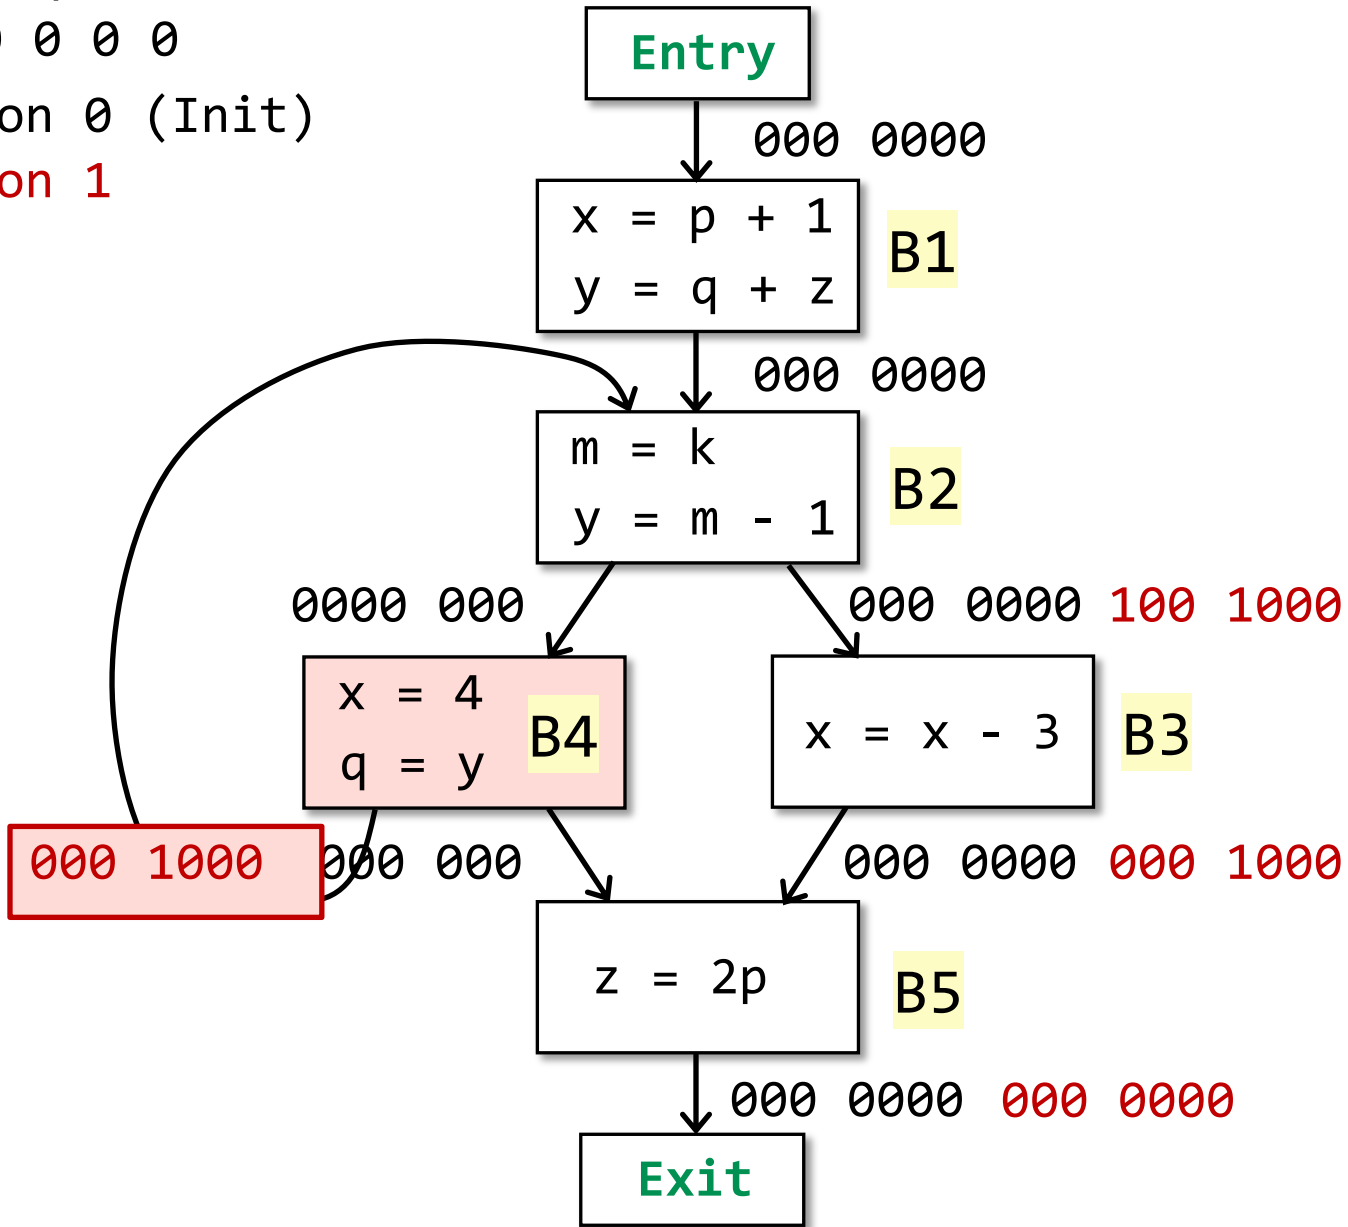 0 0 0
on 0 (Init)
on 1
Entry
000 0000
x = p + 1
y = q + z
B1
000 0000
m = k
y = m - 1
B2
0000 000
000 0000 100 1000
x = 4
q = y
B4
x = x - 3
B3
000 1000
000 000
000 0000 000 1000
z = 2p
B5
000 0000 000 0000
Exit